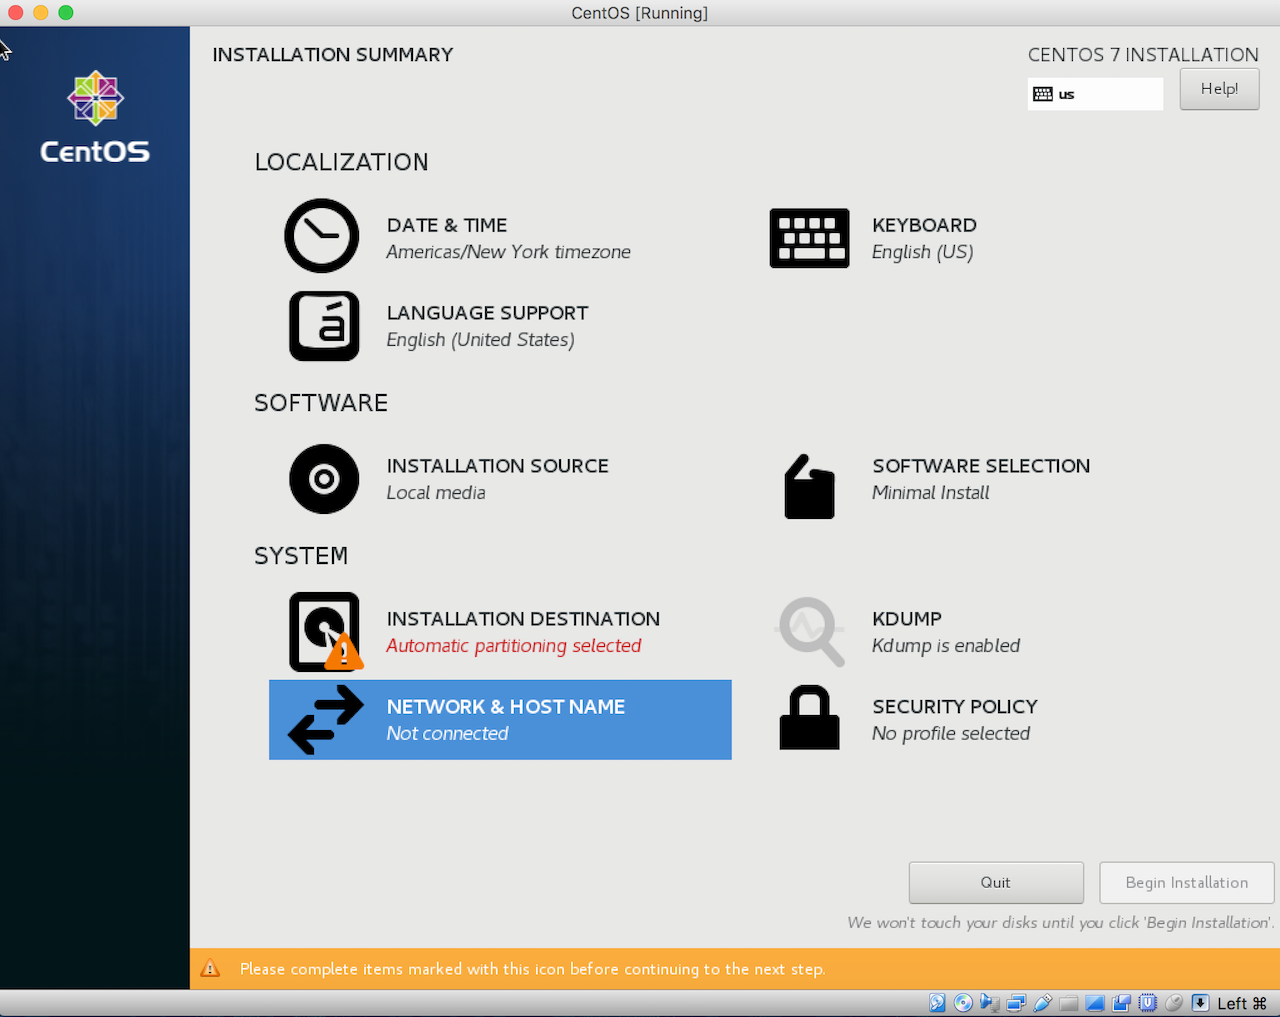 CentOS [Running]
INSTALLATION SUMMARY
CENTOS 7 INSTALLATION
us
Help!
CentOS
LOCALIZATION
DATE & TIME
Americas/New York timezone
KEYBOARD
English (US)
LANGUAGE SUPPORT
English (United States)
SOFTWARE
INSTALLATION SOURCE
Local media
SOFTWARE SELECTION
Minimal Install
SYSTEM
INSTALLATION DESTINATION
Automatic partitioning selected
KDUMP
Kdump is enabled
NETWORK & HOST NAME
Not connected
SECURITY POLICY
No profile selected
Quit
Begin Installation
We won't touch your disks until you click 'Begin Installation'.
Please complete items marked with this icon before continuing to the next step.
Left ⌘